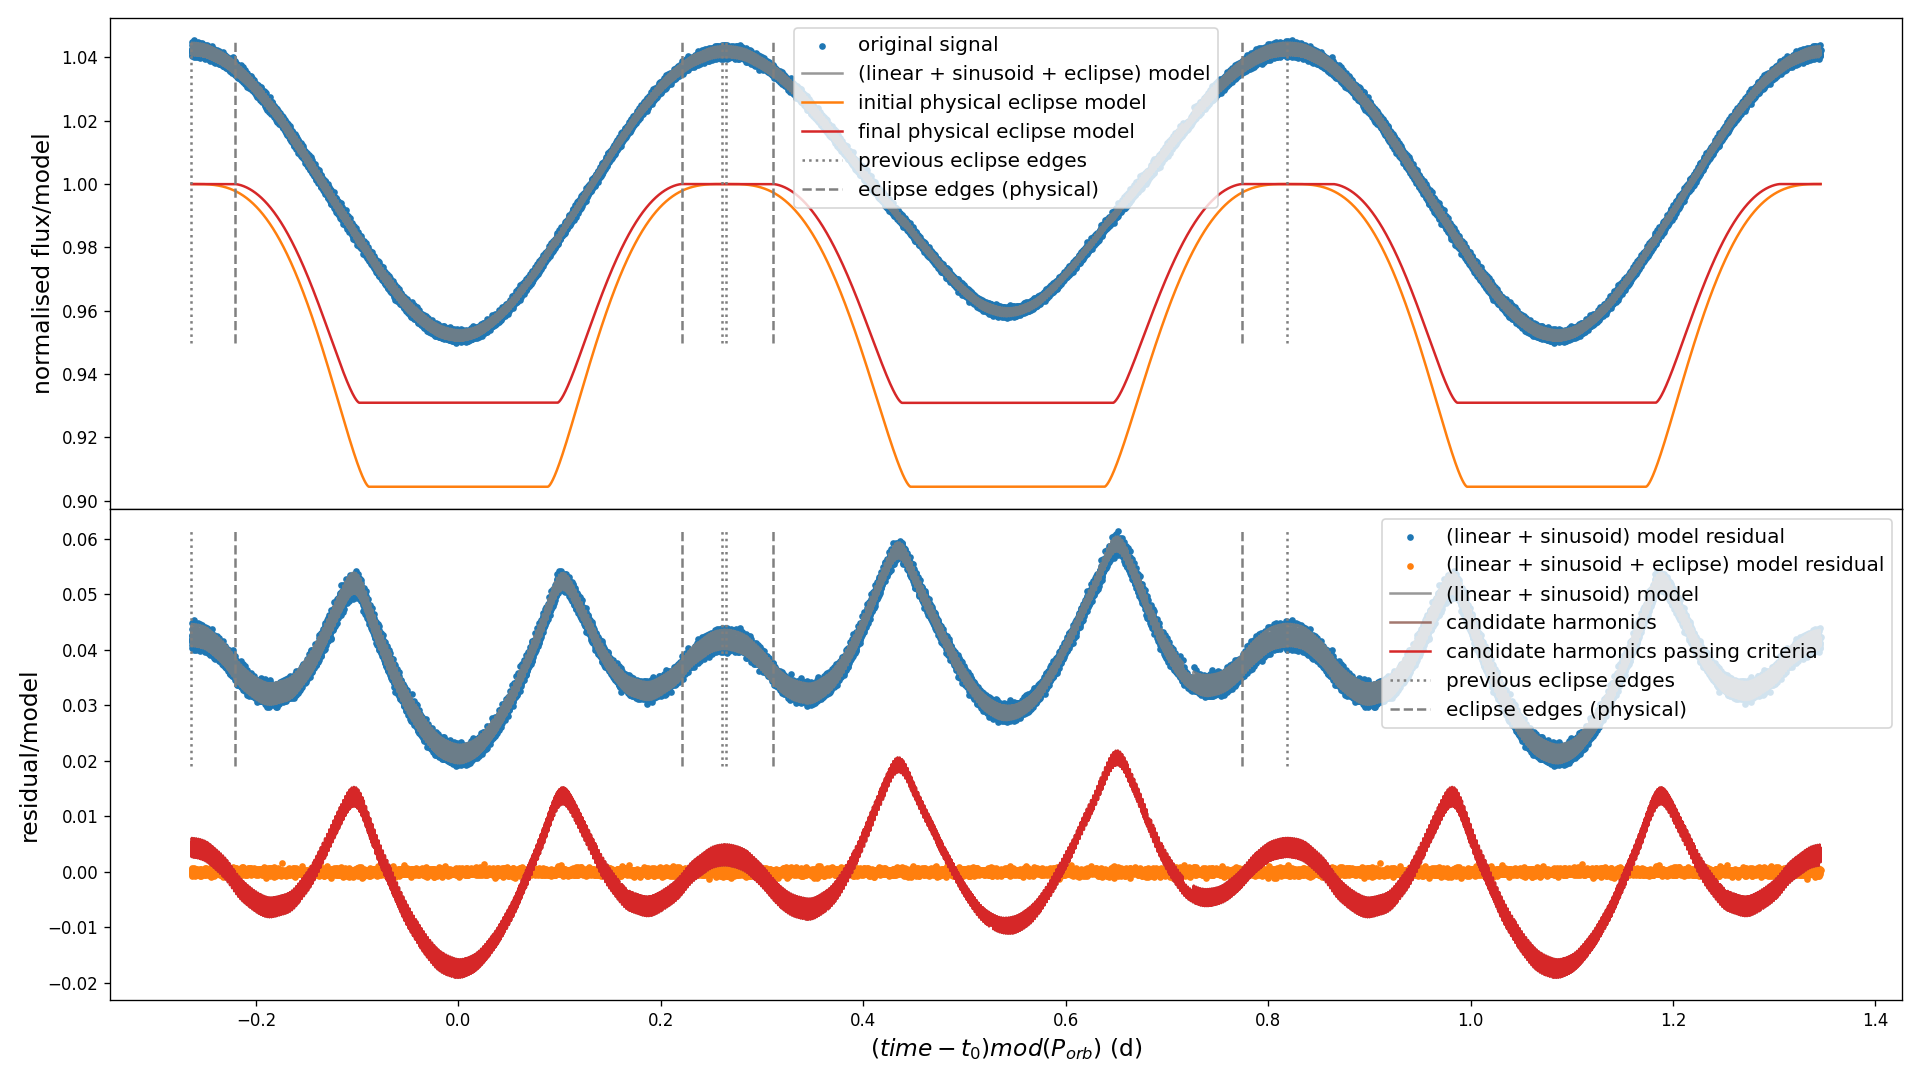 1.04
1.02
1.00
0.98
0.96
0.94
0.92
0.90
normalised flux/model
original signal
(linear + sinusoid + eclipse) model
initial physical eclipse model
final physical eclipse model
previous eclipse edges
eclipse edges (physical)
0.06
0.05
0.04
0.03
0.02
0.01
0.00
−0.01
−0.02
residual/model
(linear + sinusoid) model residual
(linear + sinusoid + eclipse) model residual
(linear + sinusoid) model
candidate harmonics
candidate harmonics passing criteria
previous eclipse edges
eclipse edges (physical)
−0.2 0.0 0.2 0.4 0.6 0.8 1.0 1.2 1.4
(time − t₀)mod(P_orb) (d)